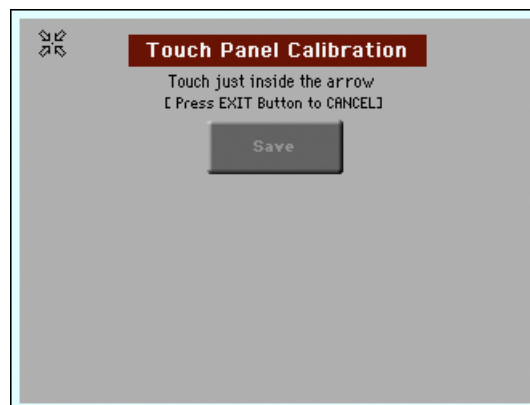 Touch Panel Calibration
Touch just inside the arrow
[ Press EXIT Button to CANCEL]
Save